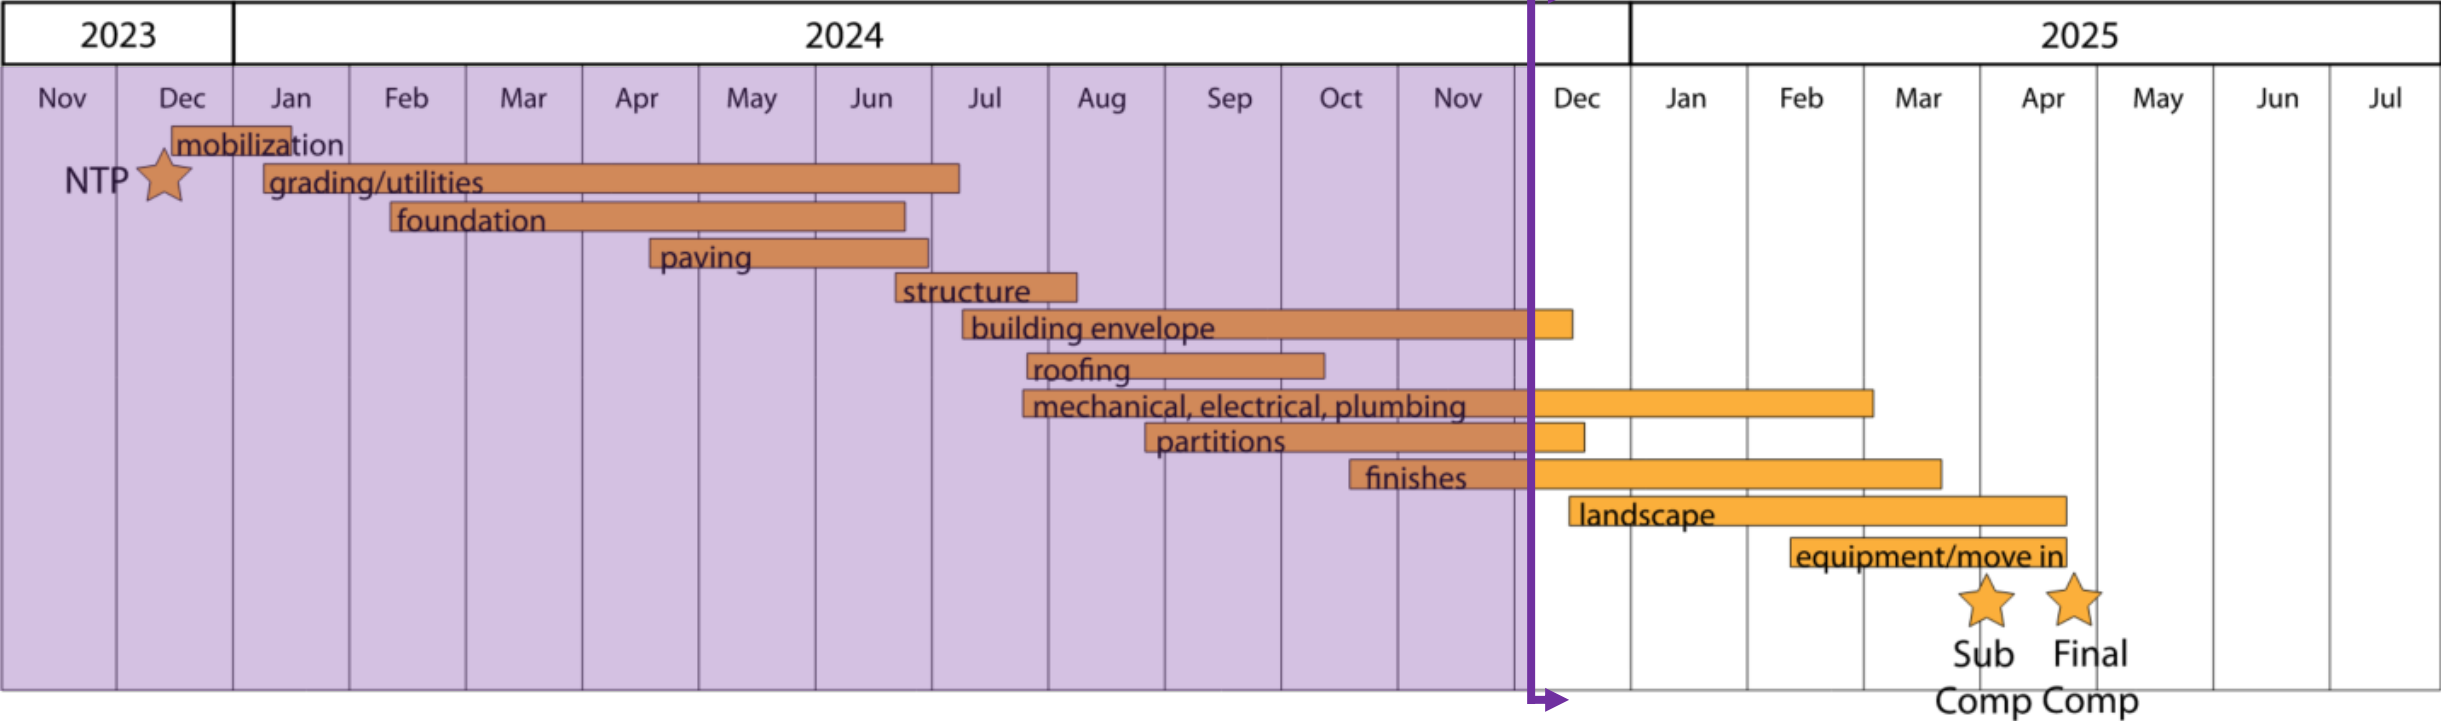 2023 2024 2025
Nov Dec Jan Feb Mar Apr May Jun Jul Aug Sep Oct Nov Dec Jan Feb Mar Apr May Jun Jul
mobilization
NTP
grading/utilities
foundation
paving
structure
building envelope
roofing
mechanical, electrical, plumbing
partitions
finishes
landscape
equipment/move in
Sub Final
Comp Comp